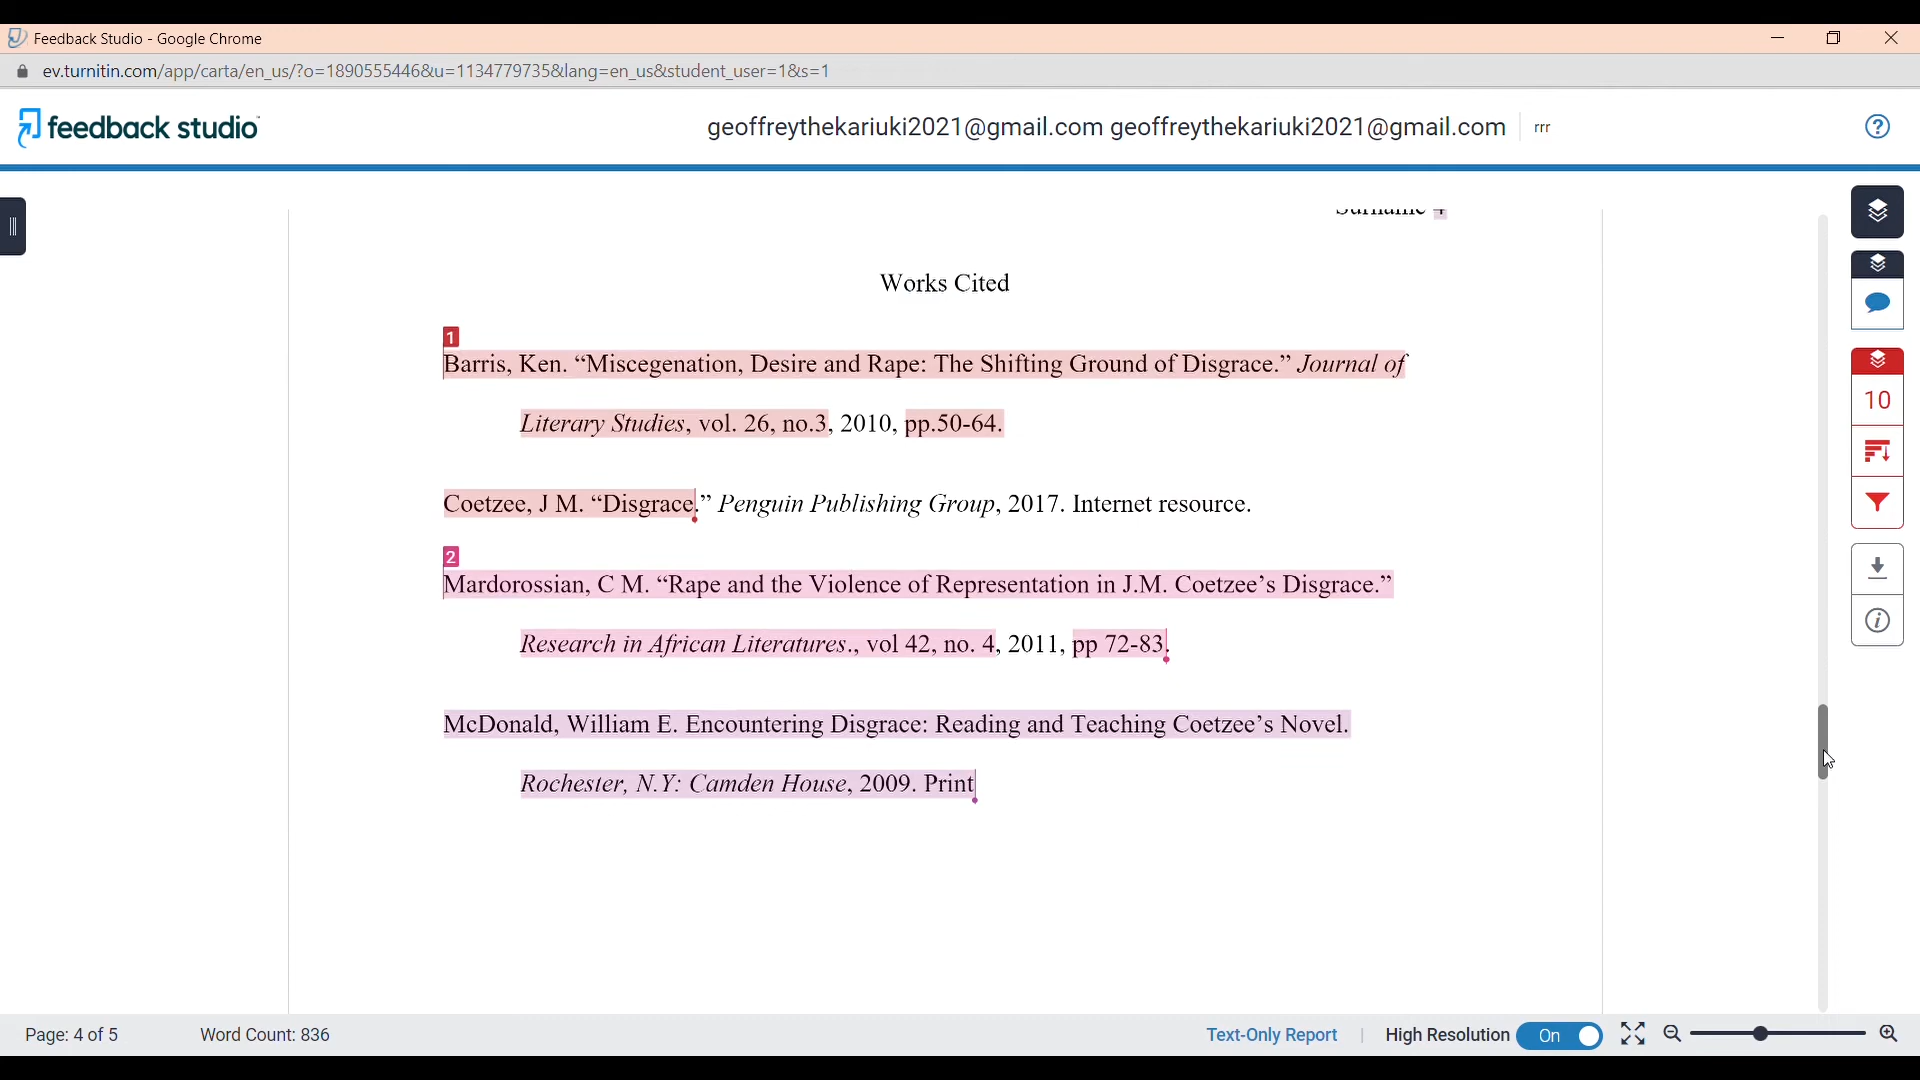 Feedback Studio - Google Chrome
ev.turnitin.com/app/carta/en_us/?o=1890555446&u=1134779735&lang=en_us&student_user=1&s=1
feedback studio
geoffreythekariuki2021@gmail.com geoffreythekariuki2021@gmail.com
rrr
?
Surname 4
Works Cited
1
Barris, Ken. “Miscegenation, Desire and Rape: The Shifting Ground of Disgrace.” Journal of
Literary Studies, vol. 26, no.3, 2010, pp.50-64.
10
Coetzee, J M. “Disgrace.” Penguin Publishing Group, 2017. Internet resource.
2
Mardorossian, C M. “Rape and the Violence of Representation in J.M. Coetzee’s Disgrace.”
Research in African Literatures., vol 42, no. 4, 2011, pp 72-83.
McDonald, William E. Encountering Disgrace: Reading and Teaching Coetzee’s Novel.
Rochester, N.Y: Camden House, 2009. Print
Page: 4 of 5
Word Count: 836
Text-Only Report
High Resolution
On